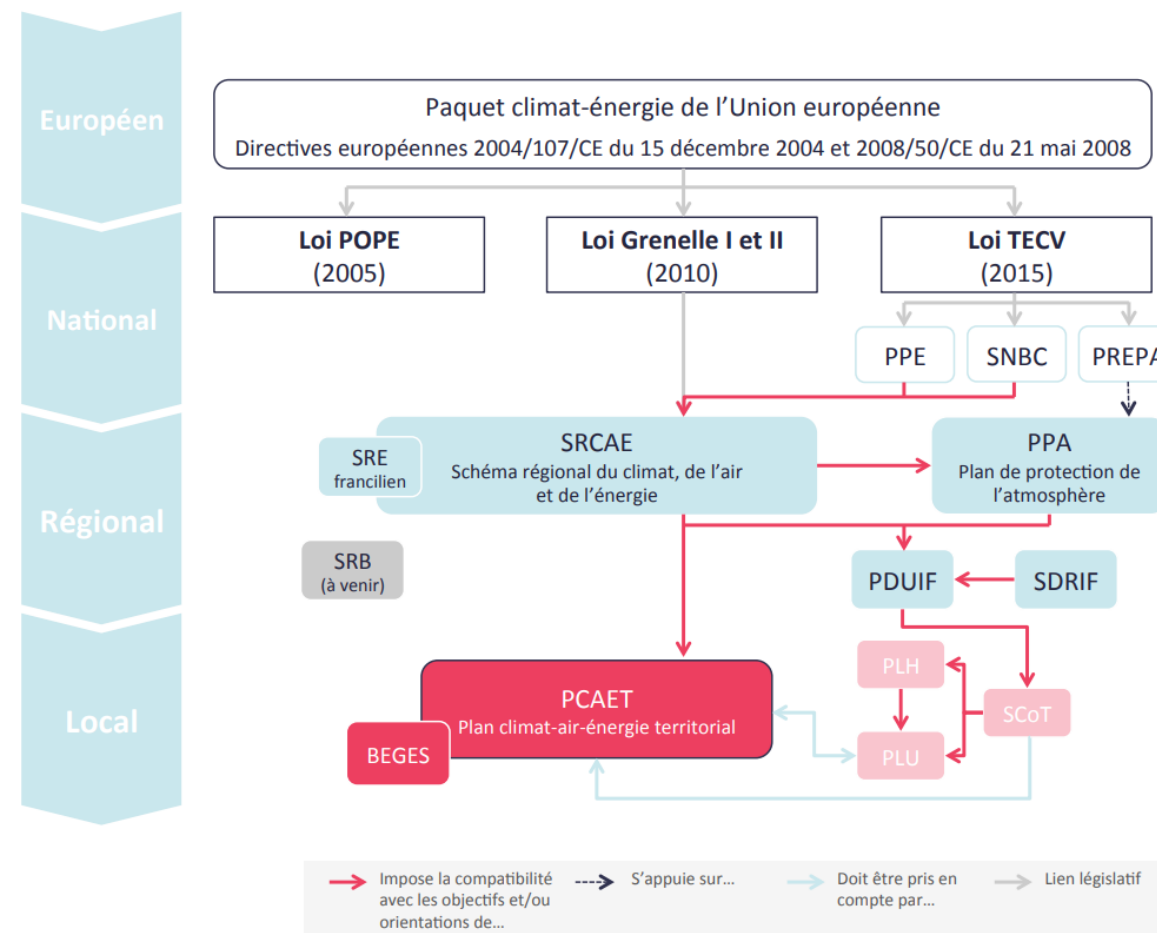 Européen
Paquet climat-énergie de l'Union européenne
Directives européennes 2004/107/CE du 15 décembre 2004 et 2008/50/CE du 21 mai 2008
National
Loi POPE
(2005)
Loi Grenelle I et II
(2010)
Loi TECV
(2015)
PPE
SNBC
PREPA
Régional
SRE
francilien
SRCAE
Schéma régional du climat, de l'air
et de l'énergie
PPA
Plan de protection de
l'atmosphère
SRB
(à venir)
PDUIF
SDRIF
Local
PCAET
Plan climat-air-énergie territorial
BEGES
PLH
SCoT
PLU
Impose la compatibilité
avec les objectifs et/ou
orientations de...
S'appuie sur...
Doit être pris en
compte par...
Lien législatif